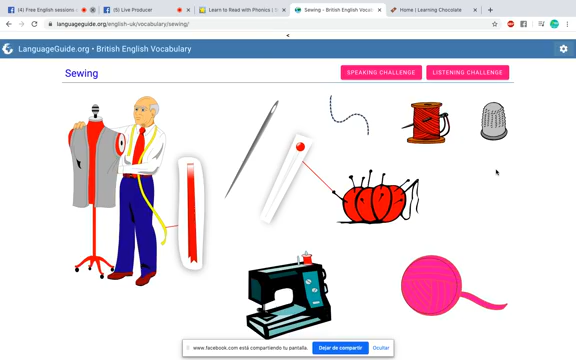 (4) Free English sessions -
(5) Live Producer
Learn to Read with Phonics |
Sewing - British English Vocabu
Home | Learning Chocolate
languageguide.org/english-uk/vocabulary/sewing/
LanguageGuide.org • British English Vocabulary
Sewing
SPEAKING CHALLENGE
LISTENING CHALLENGE
www.facebook.com está compartiendo tu pantalla.
Dejar de compartir
Ocultar